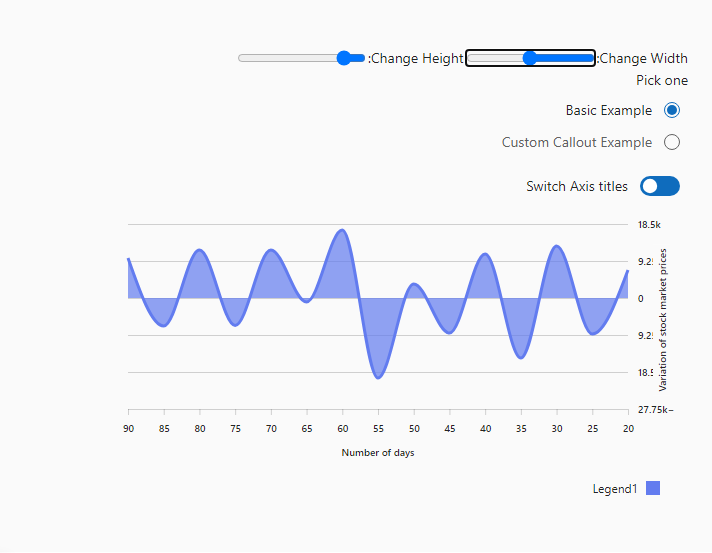 :Change Height :Change Width
Pick one
Basic Example
Custom Callout Example
Switch Axis titles
18.5k
9.2
0
9.2
18.5
27.75k–
Variation of stock market prices
90 85 80 75 70 65 60 55 50 45 40 35 30 25 20
Number of days
Legend1